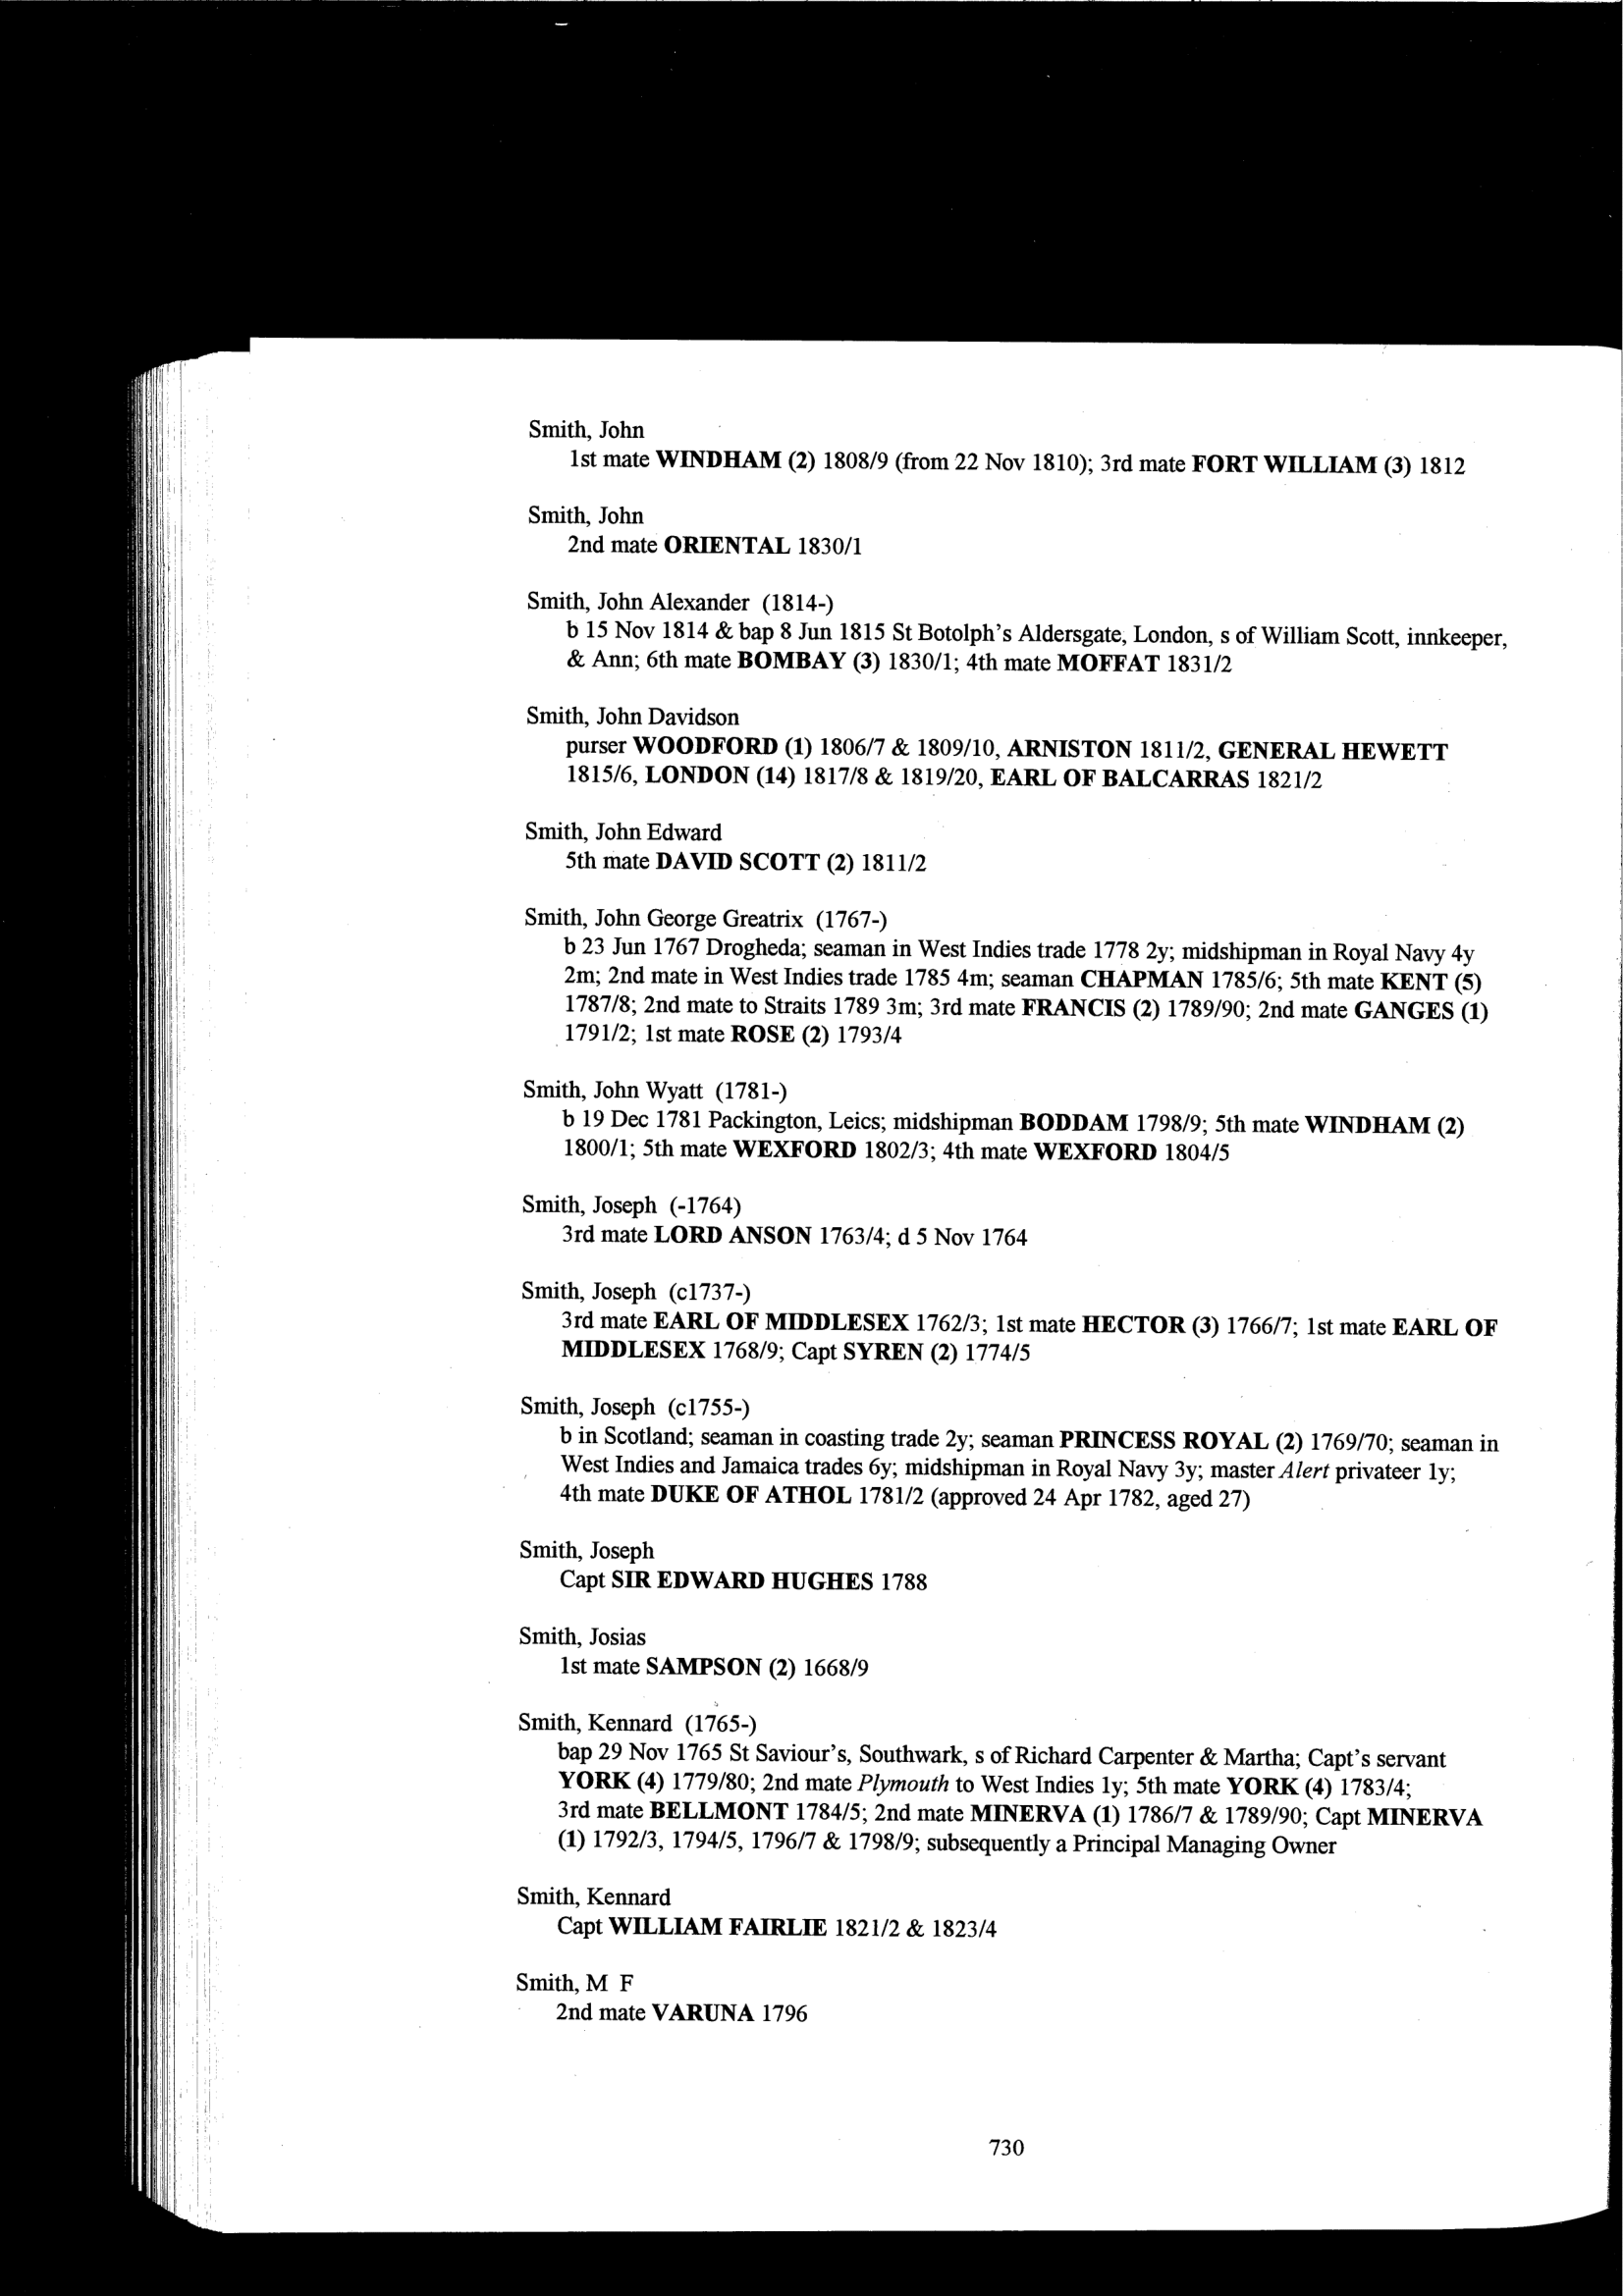 Smith, John
1st mate WINDHAM (2) 1808/9 (from 22 Nov 1810); 3rd mate FORT WILLIAM (3) 1812
Smith, John
2nd mate ORIENTAL 1830/1
Smith, John Alexander (1814-)
b 15 Nov 1814 & bap 8 Jun 1815 St Botolph's Aldersgate, London, s of William Scott, innkeeper,
& Ann; 6th mate BOMBAY (3) 1830/1; 4th mate MOFFAT 1831/2
Smith, John Davidson
purser WOODFORD (1) 1806/7 & 1809/10, ARNISTON 1811/2, GENERAL HEWETT
1815/6, LONDON (14) 1817/8 & 1819/20, EARL OF BALCARRAS 1821/2
Smith, John Edward
5th mate DAVID SCOTT (2) 1811/2
Smith, John George Greatrix (1767-)
b 23 Jun 1767 Drogheda; seaman in West Indies trade 1778 2y; midshipman in Royal Navy 4y
2m; 2nd mate in West Indies trade 1785 4m; seaman CHAPMAN 1785/6; 5th mate KENT (5)
1787/8; 2nd mate to Straits 1789 3m; 3rd mate FRANCIS (2) 1789/90; 2nd mate GANGES (1)
1791/2; 1st mate ROSE (2) 1793/4
Smith, John Wyatt (1781-)
b 19 Dec 1781 Packington, Leics; midshipman BODDAM 1798/9; 5th mate WINDHAM (2)
1800/1; 5th mate WEXFORD 1802/3; 4th mate WEXFORD 1804/5
Smith, Joseph (-1764)
3rd mate LORD ANSON 1763/4; d 5 Nov 1764
Smith, Joseph (c1737-)
3rd mate EARL OF MIDDLESEX 1762/3; 1st mate HECTOR (3) 1766/7; 1st mate EARL OF
MIDDLESEX 1768/9; Capt SYREN (2) 1774/5
Smith, Joseph (c1755-)
b in Scotland; seaman in coasting trade 2y; seaman PRINCESS ROYAL (2) 1769/70; seaman in
West Indies and Jamaica trades 6y; midshipman in Royal Navy 3y; master Alert privateer 1y;
4th mate DUKE OF ATHOL 1781/2 (approved 24 Apr 1782, aged 27)
Smith, Joseph
Capt SIR EDWARD HUGHES 1788
Smith, Josias
1st mate SAMPSON (2) 1668/9
Smith, Kennard (1765-)
bap 29 Nov 1765 St Saviour's, Southwark, s of Richard Carpenter & Martha; Capt's servant
YORK (4) 1779/80; 2nd mate Plymouth to West Indies 1y; 5th mate YORK (4) 1783/4;
3rd mate BELLMONT 1784/5; 2nd mate MINERVA (1) 1786/7 & 1789/90; Capt MINERVA
(1) 1792/3, 1794/5, 1796/7 & 1798/9; subsequently a Principal Managing Owner
Smith, Kennard
Capt WILLIAM FAIRLIE 1821/2 & 1823/4
Smith, M F
2nd mate VARUNA 1796
730